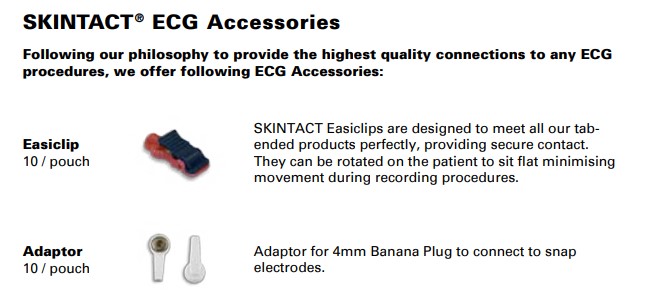 SKINTACT® ECG Accessories
Following our philosophy to provide the highest quality connections to any ECG
procedures, we offer following ECG Accessories:
Easiclip
10 / pouch
SKINTACT Easiclips are designed to meet all our tab-
ended products perfectly, providing secure contact.
They can be rotated on the patient to sit flat minimising
movement during recording procedures.
Adaptor
10 / pouch
Adaptor for 4mm Banana Plug to connect to snap
electrodes.